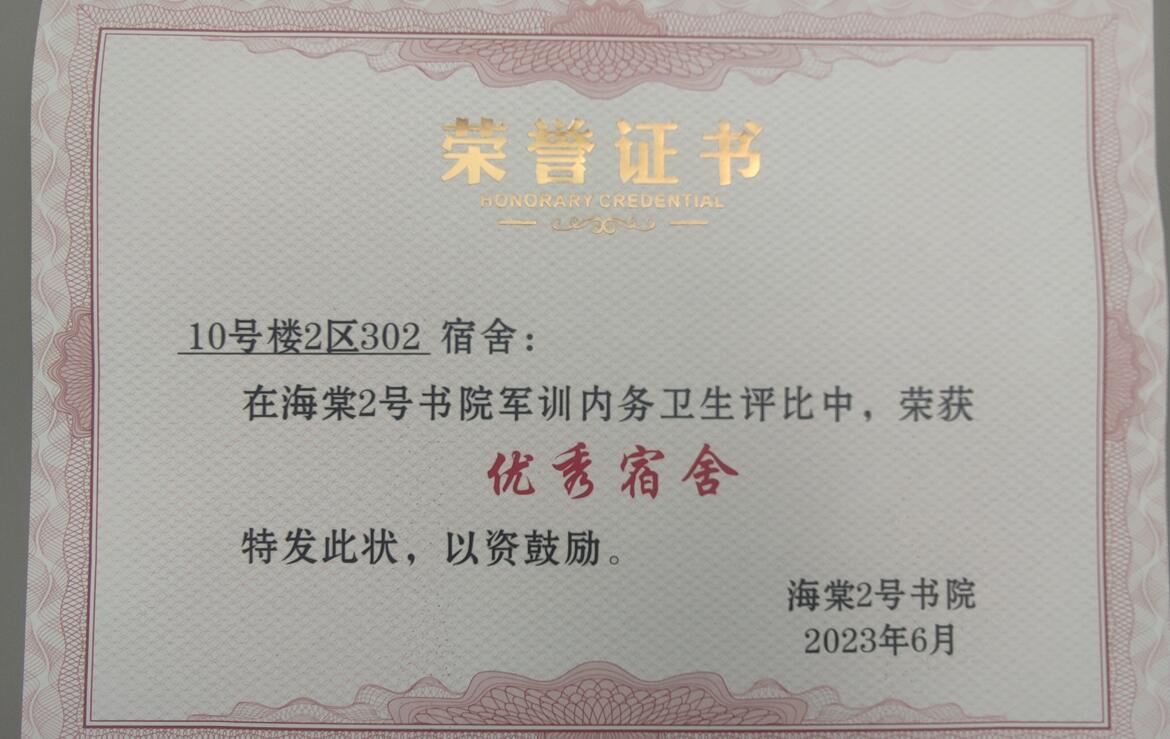 荣誉证书
HONORARY CREDENTIAL
10号楼2区302 宿舍：
在海棠2号书院军训内务卫生评比中，荣获
优秀宿舍
特发此状，以资鼓励。
海棠2号书院
2023年6月